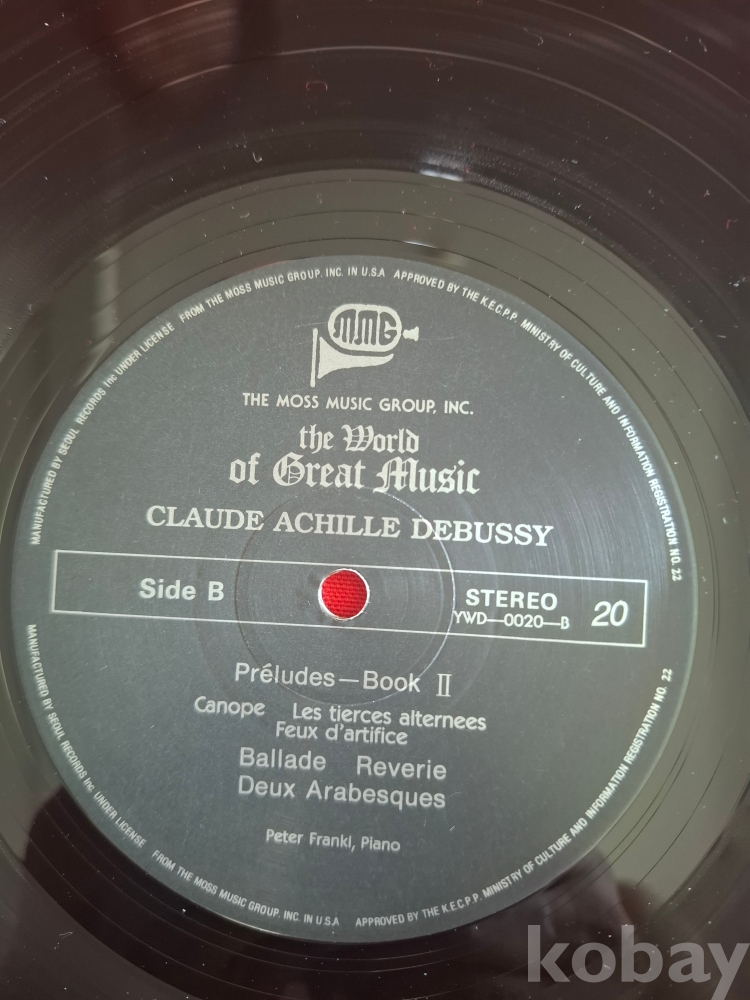 MANUFACTURED BY SEOUL RECORDS Inc UNDER LICENSE FROM THE MOSS MUSIC GROUP. INC. IN U.S.A APPROVED BY THE K.E.C.P.P. MINISTRY OF CULTURE AND INFORMATION REGISTRATION NO. 22
MMG
THE MOSS MUSIC GROUP, INC.
the World
of Great Music
CLAUDE ACHILLE DEBUSSY
Side B
STEREO
YWD—0020—B
20
Préludes—Book II
Canope Les tierces alternees
Feux d'artifice
Ballade Reverie
Deux Arabesques
Peter Frankl, Piano
MANUFACTURED BY SEOUL RECORDS Inc. UNDER LICENSE FROM THE MOSS MUSIC GROUP. INC. IN U.S.A APPROVED BY THE K.E.C.P.P. MINISTRY OF CULTURE AND INFORMATION REGISTRATION NO. 22
kobay